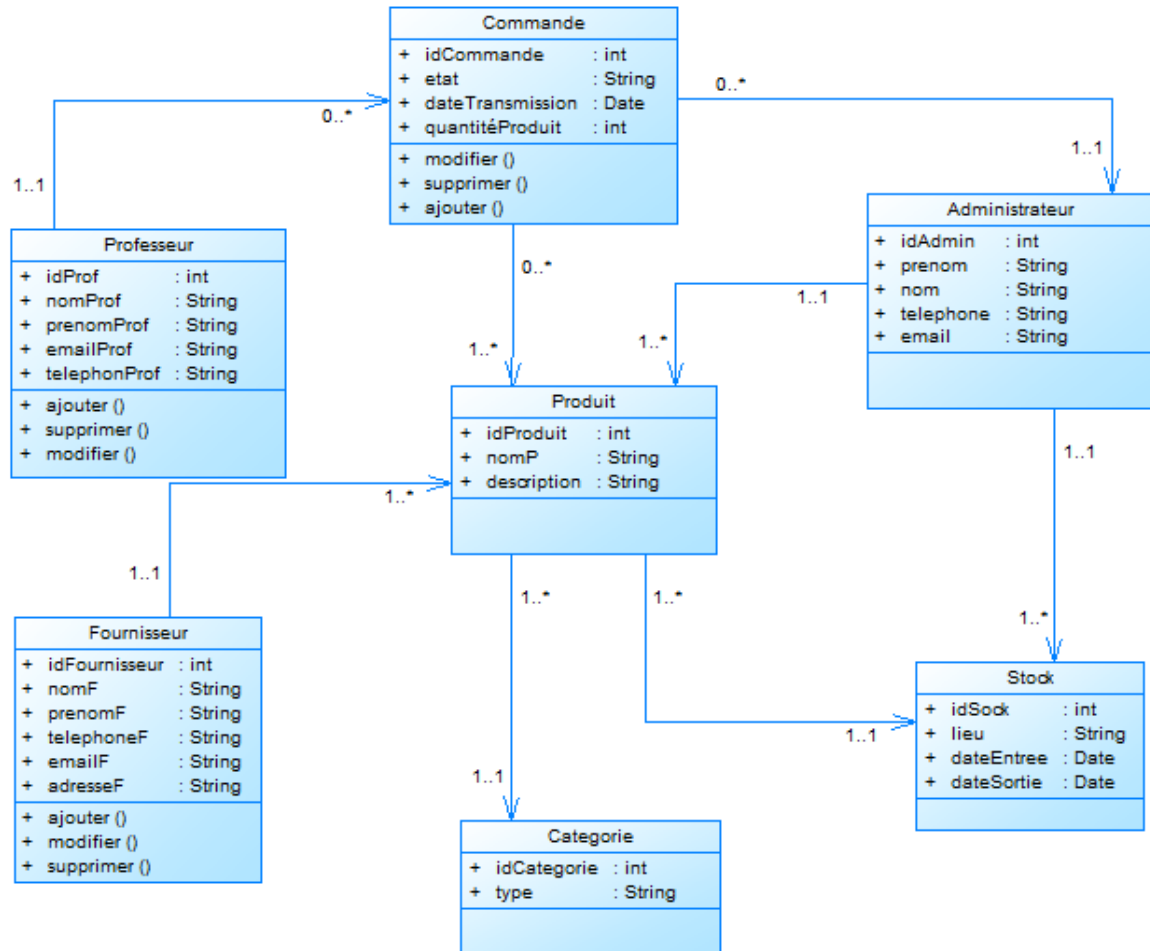 Commande
+ idCommande : int
+ etat : String
+ dateTransmission : Date
+ quantitéProduit : int
+ modifier ()
+ supprimer ()
+ ajouter ()
0..*
1..1
0..*
1..1
Professeur
+ idProf : int
+ nomProf : String
+ prenomProf : String
+ emailProf : String
+ telephonProf : String
+ ajouter ()
+ supprimer ()
+ modifier ()
Administrateur
+ idAdmin : int
+ prenom : String
+ nom : String
+ telephone : String
+ email : String
0..*
1..*
1..1
1..*
Produit
+ idProduit : int
+ nomP : String
+ description : String
1..*
1..1
1..1
1..*
1..*
1..*
1..1
1..1
Fournisseur
+ idFournisseur : int
+ nomF : String
+ prenomF : String
+ telephoneF : String
+ emailF : String
+ adresseF : String
+ ajouter ()
+ modifier ()
+ supprimer ()
Stock
+ idSock : int
+ lieu : String
+ dateEntree : Date
+ dateSortie : Date
Categorie
+ idCategorie : int
+ type : String